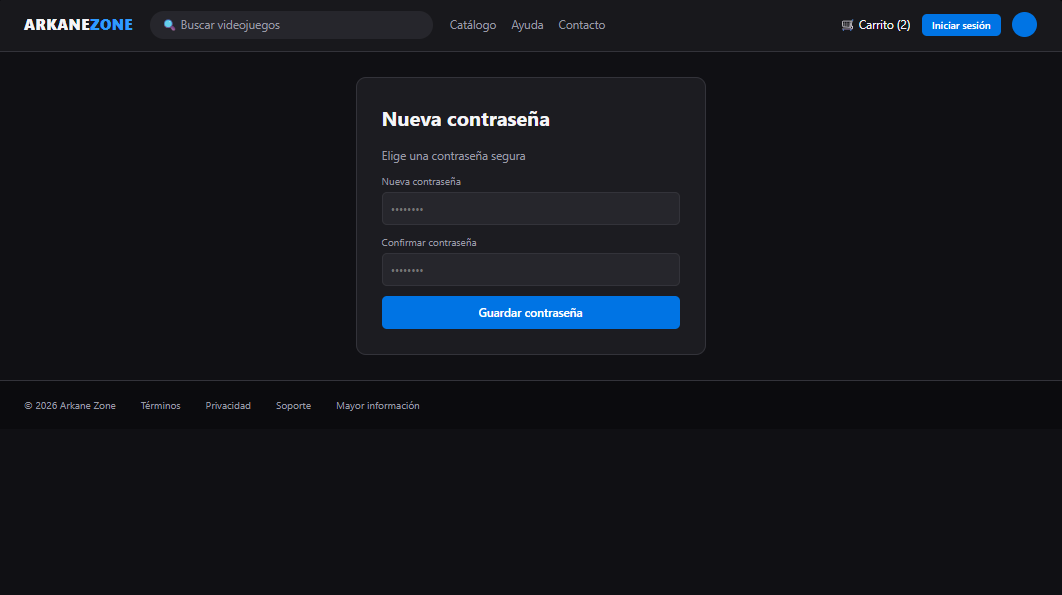 ARKANEZONE
Buscar videojuegos
Catálogo
Ayuda
Contacto
Carrito (2)
Iniciar sesión
Nueva contraseña
Elige una contraseña segura
Nueva contraseña
••••••••
Confirmar contraseña
••••••••
Guardar contraseña
© 2026 Arkane Zone
Términos
Privacidad
Soporte
Mayor información